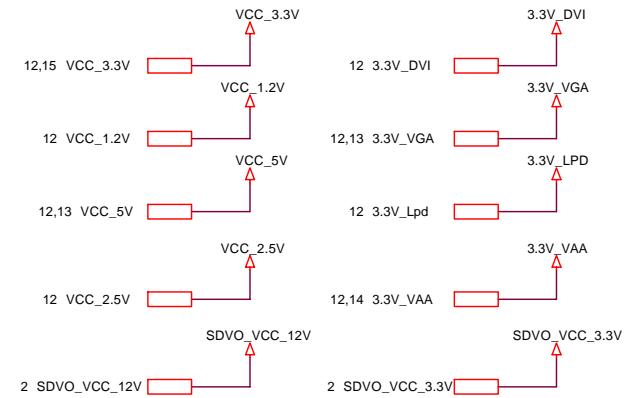 VCC_3.3V 3.3V_DVI
12,15 VCC_3.3V 12 3.3V_DVI
VCC_1.2V 3.3V_VGA
12 VCC_1.2V 12,13 3.3V_VGA
VCC_5V 3.3V_LPD
12,13 VCC_5V 12 3.3V_Lpd
VCC_2.5V 3.3V_VAA
12 VCC_2.5V 12,14 3.3V_VAA
SDVO_VCC_12V SDVO_VCC_3.3V
2 SDVO_VCC_12V 2 SDVO_VCC_3.3V